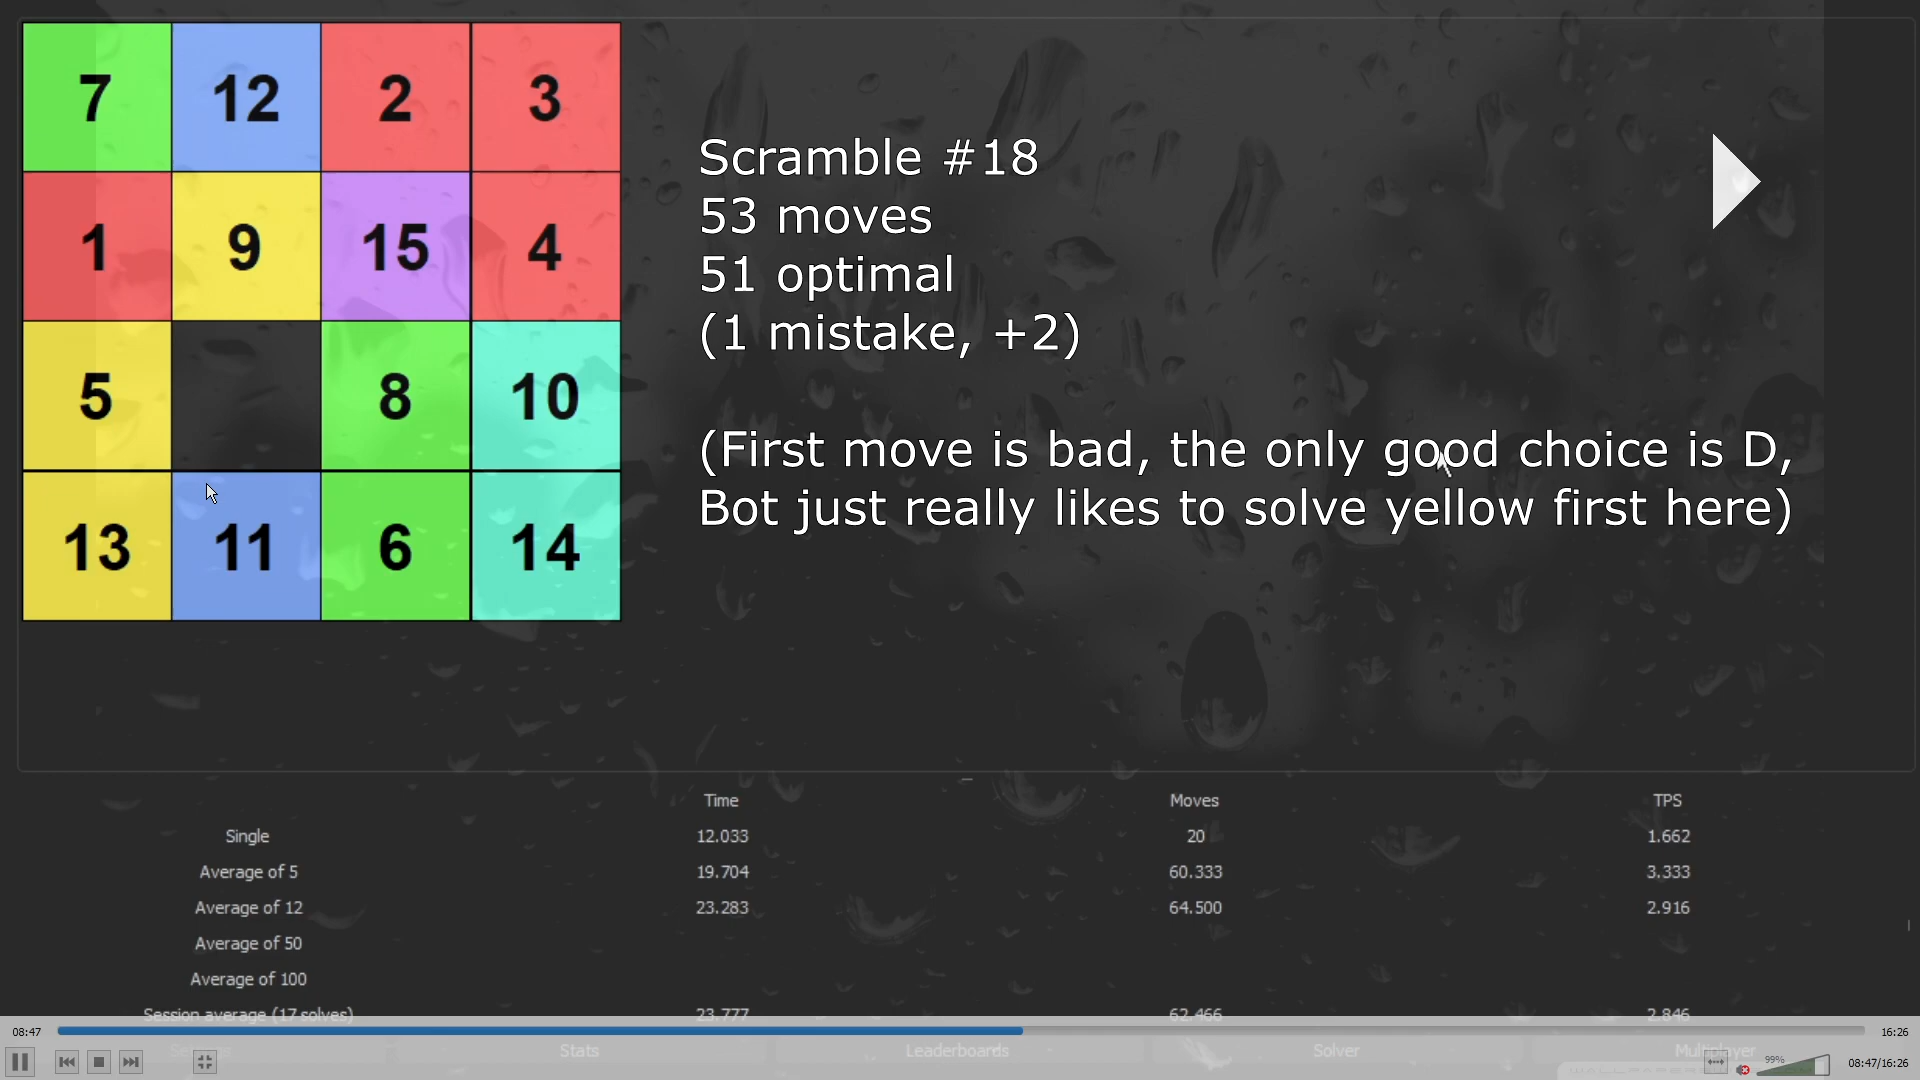 7 12 2 3
1 9 15 4
5 8 10
13 11 6 14
Scramble #18
53 moves
51 optimal
(1 mistake, +2)
(First move is bad, the only good choice is D,
Bot just really likes to solve yellow first here)
Time Moves TPS
Single 12.033 20 1.662
Average of 5 19.704 60.333 3.333
Average of 12 23.283 64.500 2.916
Average of 50
Average of 100
Session average (17 solves) 23.777 62.466 2.846
08:47 16:26
Stats Leaderboards Solver Multiplayer
99% 08:47/16:26